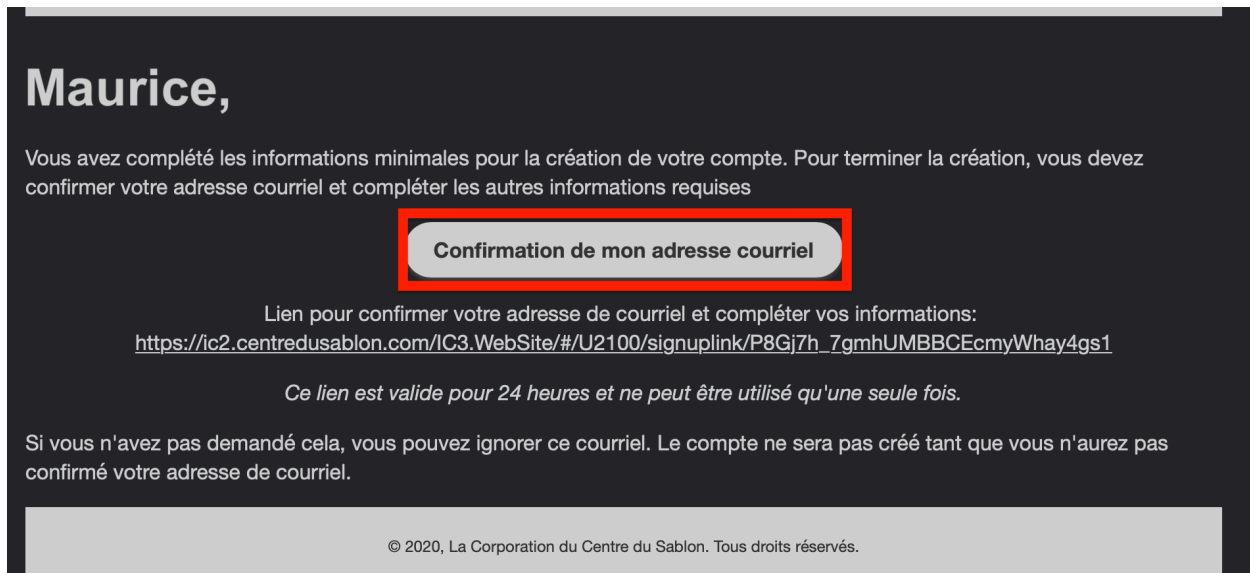 Maurice,
Vous avez complété les informations minimales pour la création de votre compte. Pour terminer la création, vous devez
confirmer votre adresse courriel et compléter les autres informations requises
Confirmation de mon adresse courriel
Lien pour confirmer votre adresse de courriel et compléter vos informations:
https://ic2.centredusablon.com/IC3.WebSite/#/U2100/signuplink/P8Gj7h_7gmhUMBBCEcmyWhay4gs1
Ce lien est valide pour 24 heures et ne peut être utilisé qu'une seule fois.
Si vous n'avez pas demandé cela, vous pouvez ignorer ce courriel. Le compte ne sera pas créé tant que vous n'aurez pas
confirmé votre adresse de courriel.
© 2020, La Corporation du Centre du Sablon. Tous droits réservés.